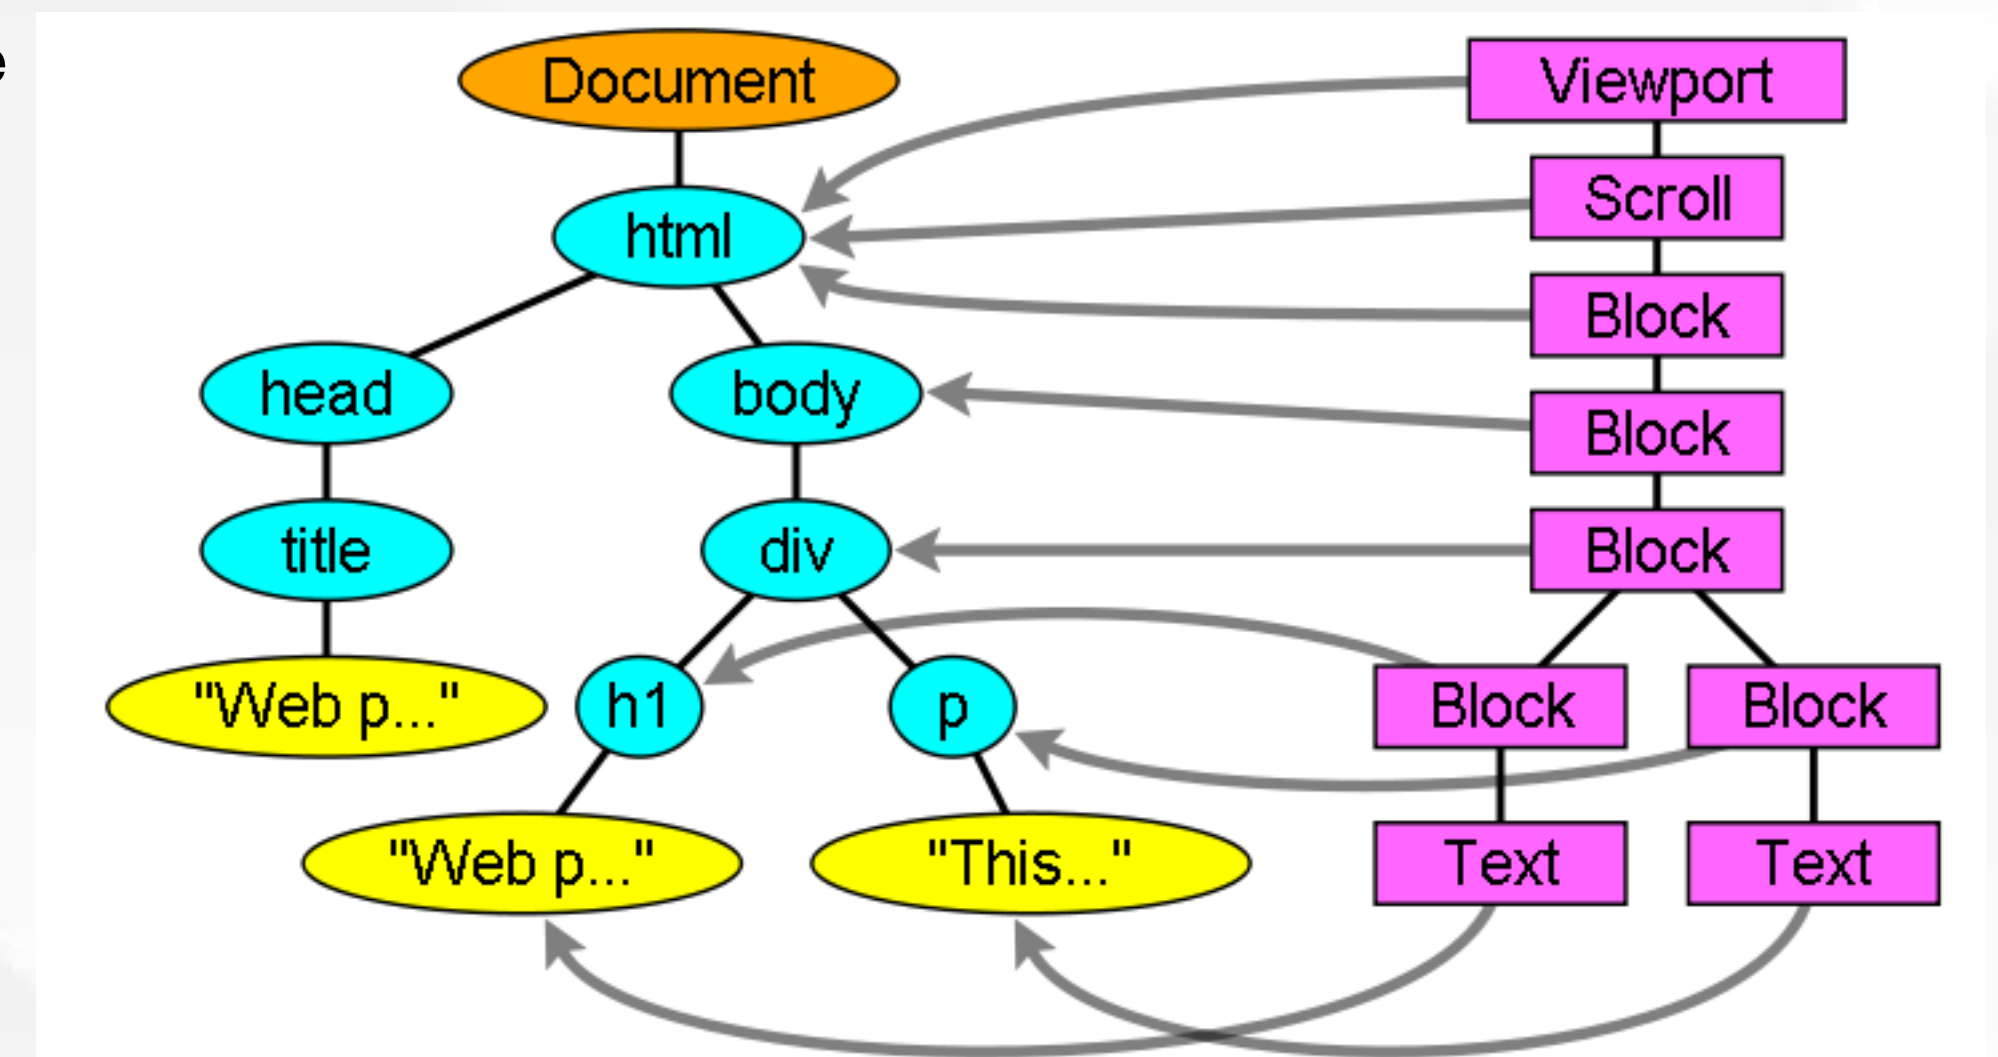 e
Document
Viewport
html
Scroll
Block
head
body
Block
title
div
Block
"Web p..."
h1
p
Block
Block
"Web p..."
"This..."
Text
Text